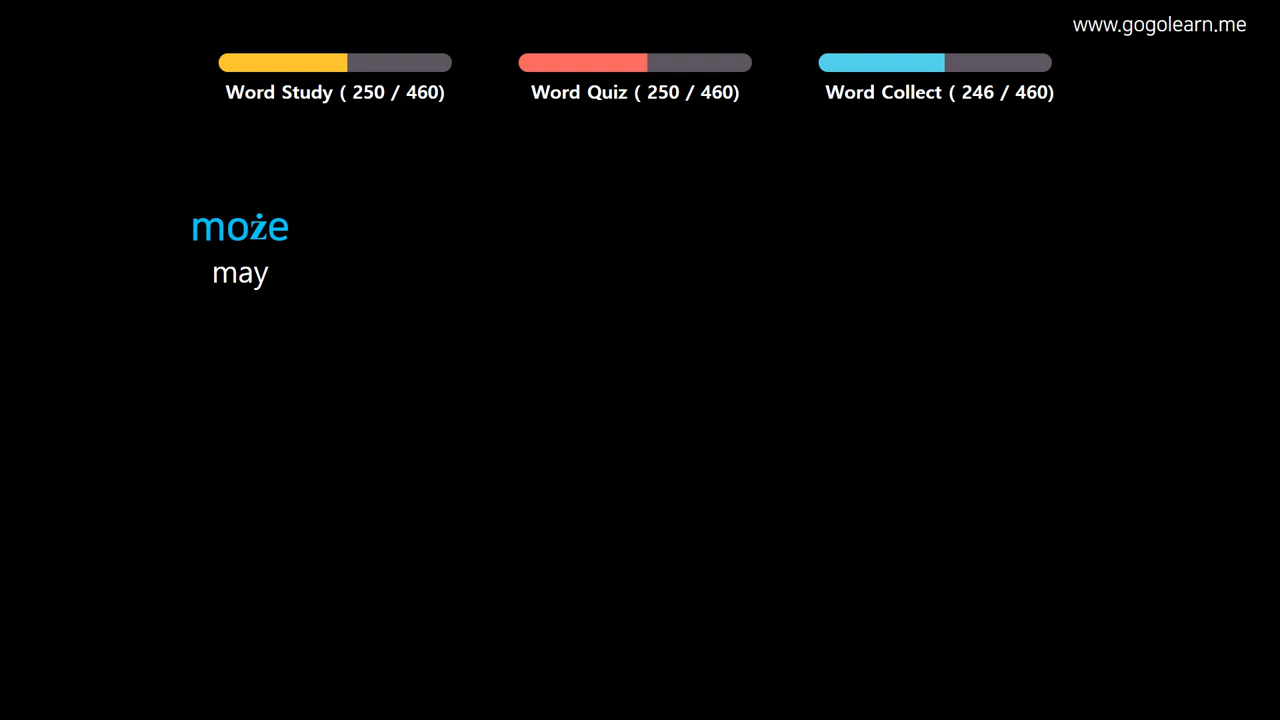 www.gogolearn.me
Word Study ( 250 / 460)
Word Quiz ( 250 / 460)
Word Collect ( 246 / 460)
może
may